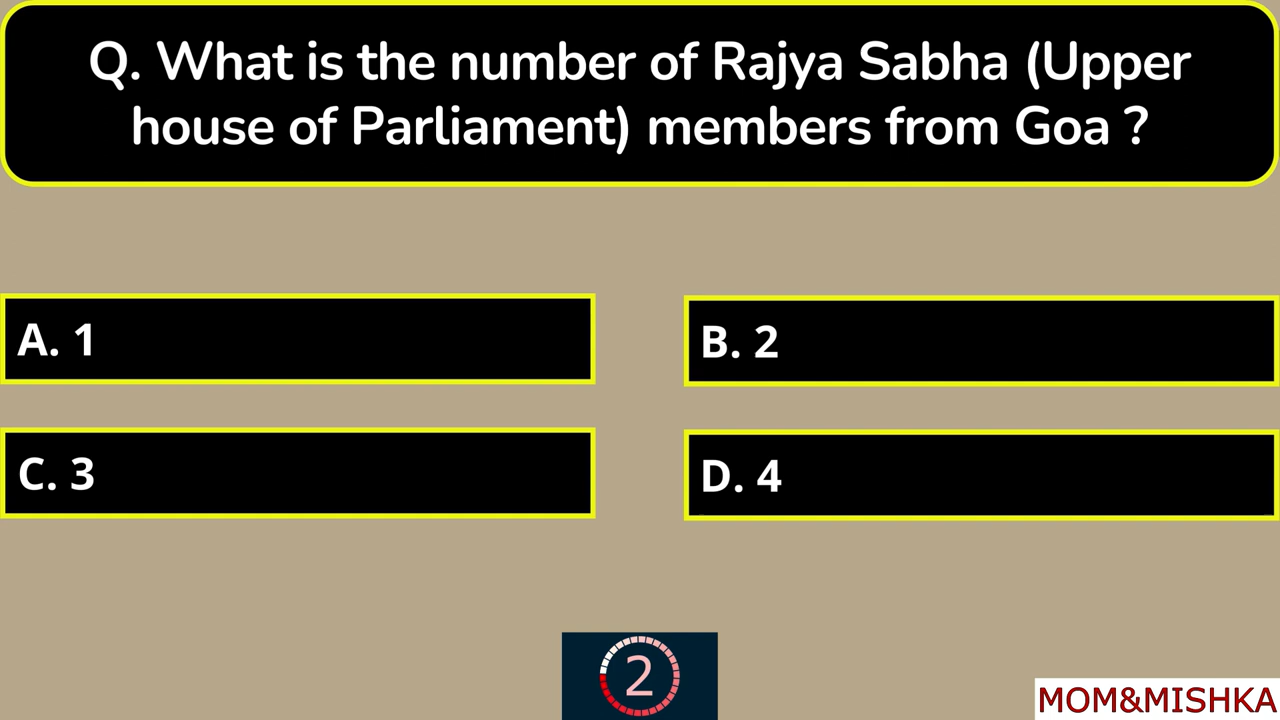 Q. What is the number of Rajya Sabha (Upper
house of Parliament) members from Goa ?
A. 1
B. 2
C. 3
D. 4
2
MOM&MISHKA